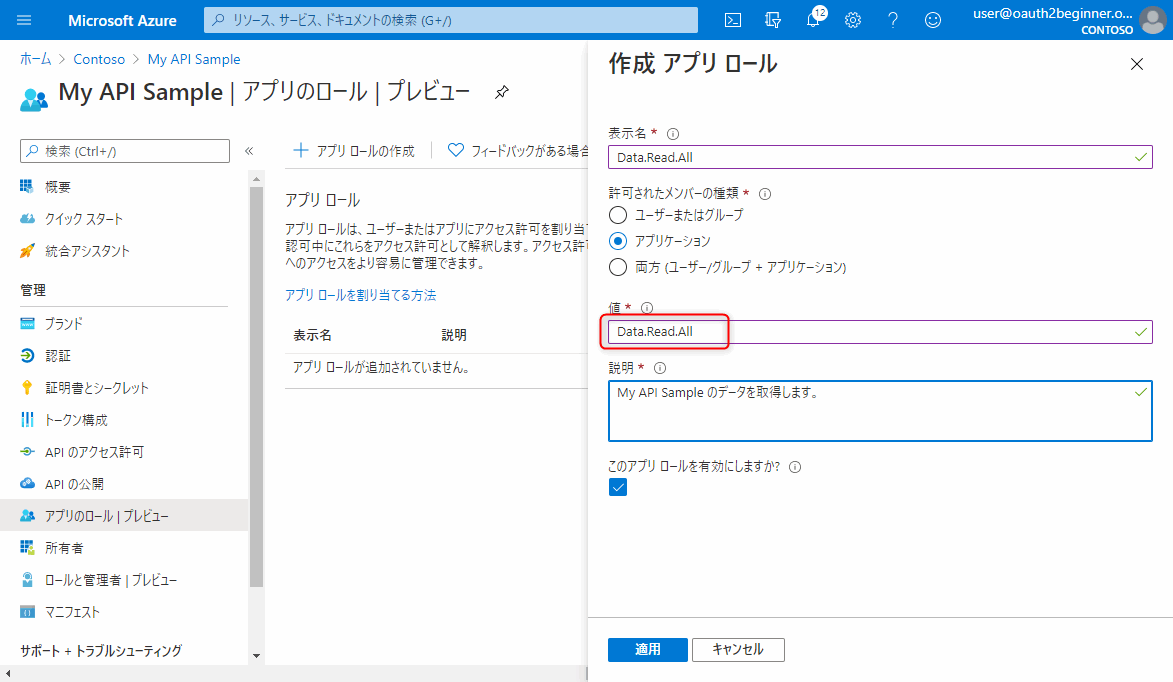 Microsoft Azure
リソース、サービス、ドキュメントの検索 (G+/)
12
user@oauth2beginner.o...
CONTOSO
ホーム > Contoso > My API Sample
My API Sample | アプリのロール | プレビュー
検索 (Ctrl+/)
«
概要
クイック スタート
統合アシスタント
管理
ブランド
認証
証明書とシークレット
トークン構成
API のアクセス許可
API の公開
アプリのロール | プレビュー
所有者
ロールと管理者 | プレビュー
マニフェスト
サポート + トラブルシューティング
アプリ ロールの作成
フィードバックがある場合
アプリ ロール
アプリ ロールは、ユーザーまたはアプリにアクセス許可を割り当
認可中にこれらをアクセス許可として解釈します。アクセス許
へのアクセスをより容易に管理できます。
アプリ ロールを割り当てる方法
表示名 説明
アプリ ロールが追加されていません。
作成 アプリ ロール
表示名 *
Data.Read.All
許可されたメンバーの種類 *
ユーザーまたはグループ
アプリケーション
両方 (ユーザー/グループ + アプリケーション)
値 *
Data.Read.All
説明 *
My API Sample のデータを取得します。
このアプリ ロールを有効にしますか?
適用
キャンセル